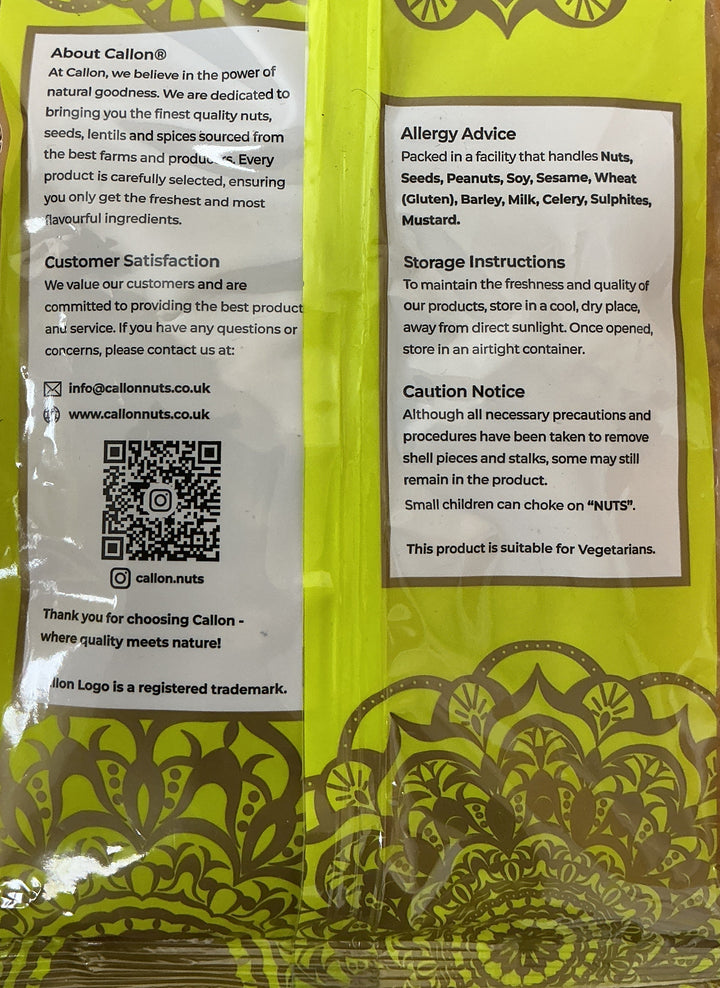 About Callon®
At Callon, we believe in the power of
natural goodness. We are dedicated to
bringing you the finest quality nuts,
seeds, lentils and spices sourced from
the best farms and producers. Every
product is carefully selected, ensuring
you only get the freshest and most
flavourful ingredients.
Customer Satisfaction
We value our customers and are
committed to providing the best product
and service. If you have any questions or
concerns, please contact us at:
info@callonnuts.co.uk
www.callonnuts.co.uk
callon.nuts
Thank you for choosing Callon -
where quality meets nature!
Callon Logo is a registered trademark.
Allergy Advice
Packed in a facility that handles Nuts,
Seeds, Peanuts, Soy, Sesame, Wheat
(Gluten), Barley, Milk, Celery, Sulphites,
Mustard.
Storage Instructions
To maintain the freshness and quality of
our products, store in a cool, dry place,
away from direct sunlight. Once opened,
store in an airtight container.
Caution Notice
Although all necessary precautions and
procedures have been taken to remove
shell pieces and stalks, some may still
remain in the product.
Small children can choke on “NUTS”.
This product is suitable for Vegetarians.